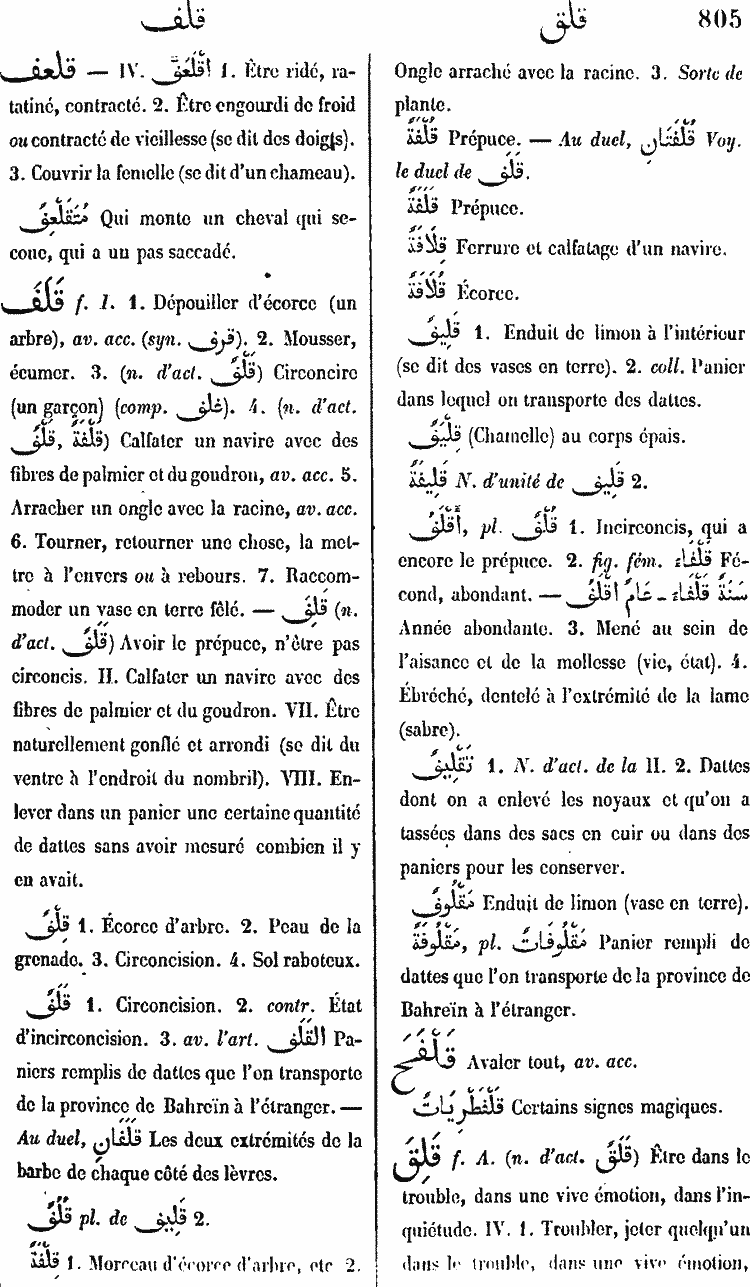 قلف
قلق 805
قلعف — IV. أَقْلَعَفَّ 1. Être ridé, ra-
tatiné, contracté. 2. Être engourdi de froid
ou contracté de vieillesse (se dit des doigts).
3. Couvrir la femelle (se dit d'un chameau).
مُتَقَلْعِفٌ Qui monte un cheval qui se-
coue, qui a un pas saccadé.
قَلَفَ f. I. 1. Dépouiller d'écorce (un
arbre), av. acc. (syn. قرف). 2. Mousser,
écumer. 3. (n. d'act. قَلْفٌ) Circoncire
(un garçon) (comp. غلف). 4. (n. d'act.
قَلْفٌ, قَلْفَةٌ) Calfater un navire avec des
fibres de palmier et du goudron, av. acc. 5.
Arracher un ongle avec la racine, av. acc.
6. Tourner, retourner une chose, la met-
tre à l'envers ou à rebours. 7. Raccom-
moder un vase en terre fêlé. — قَلِفَ (n.
d'act. قَلَفٌ) Avoir le prépuce, n'être pas
circoncis. II. Calfater un navire avec des
fibres de palmier et du goudron. VII. Être
naturellement gonflé et arrondi (se dit du
ventre à l'endroit du nombril). VIII. En-
lever dans un panier une certaine quantité
de dattes sans avoir mesuré combien il y
en avait.
قِلْفٌ 1. Écorce d'arbre. 2. Peau de la
grenade. 3. Circoncision. 4. Sol raboteux.
قَلَفٌ 1. Circoncision. 2. contr. État
d'incirconcision. 3. av. l'art. القَلَف Pa-
niers remplis de dattes que l'on transporte
de la province de Bahreïn à l'étranger. —
Au duel, قَلَفَانِ Les deux extrémités de la
barbe de chaque côté des lèvres.
قُلُفٌ pl. de قَلِيف 2.
قِلْفَةٌ 1. Morceau d'écorce d'arbre, etc 2.
Ongle arraché avec la racine. 3. Sorte de
plante.
قُلْفَةٌ Prépuce. — Au duel, قُلْفَتَانِ Voy.
le duel de قَلَف.
قَلَفَةٌ Prépuce.
قِلَافَةٌ Ferrure et calfatage d'un navire.
قُلَافَةٌ Écorce.
قَلِيفٌ 1. Enduit de limon à l'intérieur
(se dit des vases en terre). 2. coll. Panier
dans lequel on transporte des dattes.
قِلْيَفٌ (Chamelle) au corps épais.
قَلِيفَةٌ N. d'unité de قَلِيف 2.
أَقْلَفُ, pl. قُلْفٌ 1. Incirconcis, qui a
encore le prépuce. 2. fig. fém. قَلْفَاءُ Fé-
cond, abondant. — سَنَةٌ قَلْفَاءُ - عَامٌ أَقْلَفُ
Année abondante. 3. Mené au sein de
l'aisance et de la mollesse (vie, état). 4.
Ébréché, dentelé à l'extrémité de la lame
(sabre).
تَقْلِيفٌ 1. N. d'act. de la II. 2. Dattes
dont on a enlevé les noyaux et qu'on a
tassées dans des sacs en cuir ou dans des
paniers pour les conserver.
مَقْلُوفٌ Enduit de limon (vase en terre).
مَقْلُوفَةٌ, pl. مَقْلُوفَاتٌ Panier rempli de
dattes que l'on transporte de la province de
Bahreïn à l'étranger.
قَلْفَحَ Avaler tout, av. acc.
قَلْفَطْرِيَّاتٌ Certains signes magiques.
قَلِقَ f. A. (n. d'act. قَلَقٌ) Être dans le
trouble, dans une vive émotion, dans l'in-
quiétude. IV. 1. Troubler, jeter quelqu'un
dans le trouble, dans une vive émotion,